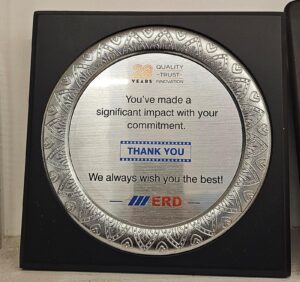 YEARS
QUALITY
-TRUST-
INNOVATION
You've made a
significant impact with your
commitment.
THANK YOU
We always wish you the best!
ERD